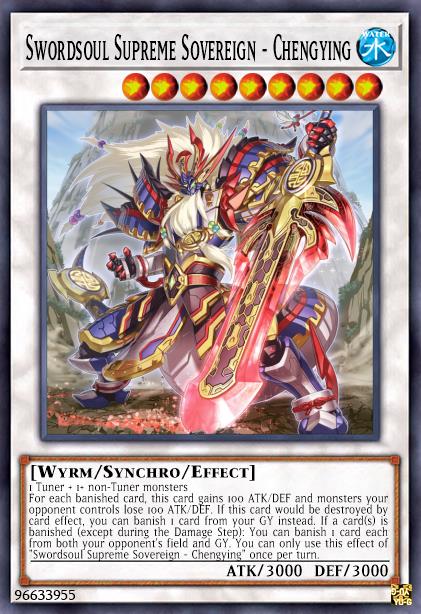 SWORDSOUL SUPREME SOVEREIGN - CHENGYING
WATER
水
[WYRM/SYNCHRO/EFFECT]
1 Tuner + 1+ non-Tuner monsters
For each banished card, this card gains 100 ATK/DEF and monsters your
opponent controls lose 100 ATK/DEF. If this card would be destroyed by
card effect, you can banish 1 card from your GY instead. If a card(s) is
banished (except during the Damage Step): You can banish 1 card each
from both your opponent's field and GY. You can only use this effect of
"Swordsoul Supreme Sovereign - Chengying" once per turn.
ATK/3000 DEF/3000
96633955